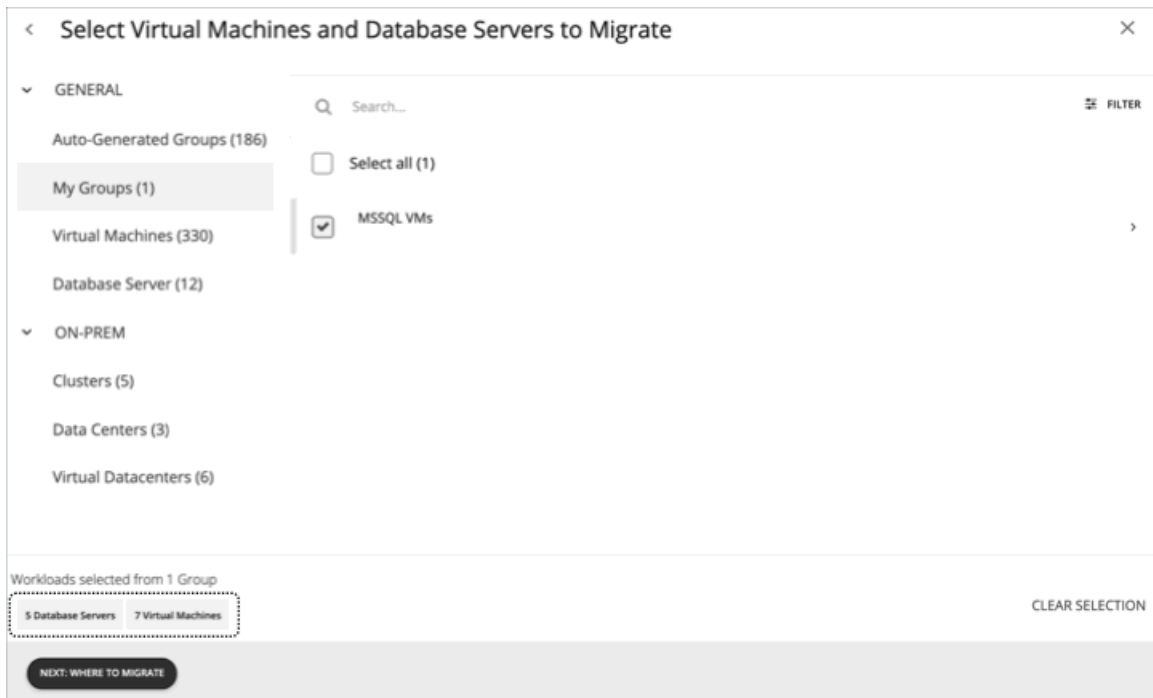 Select Virtual Machines and Database Servers to Migrate
GENERAL
Auto-Generated Groups (186)
My Groups (1)
Virtual Machines (330)
Database Server (12)
ON-PREM
Clusters (5)
Data Centers (3)
Virtual Datacenters (6)
Search...
FILTER
Select all (1)
MSSQL VMs
Workloads selected from 1 Group
5 Database Servers 7 Virtual Machines
CLEAR SELECTION
NEXT: WHERE TO MIGRATE